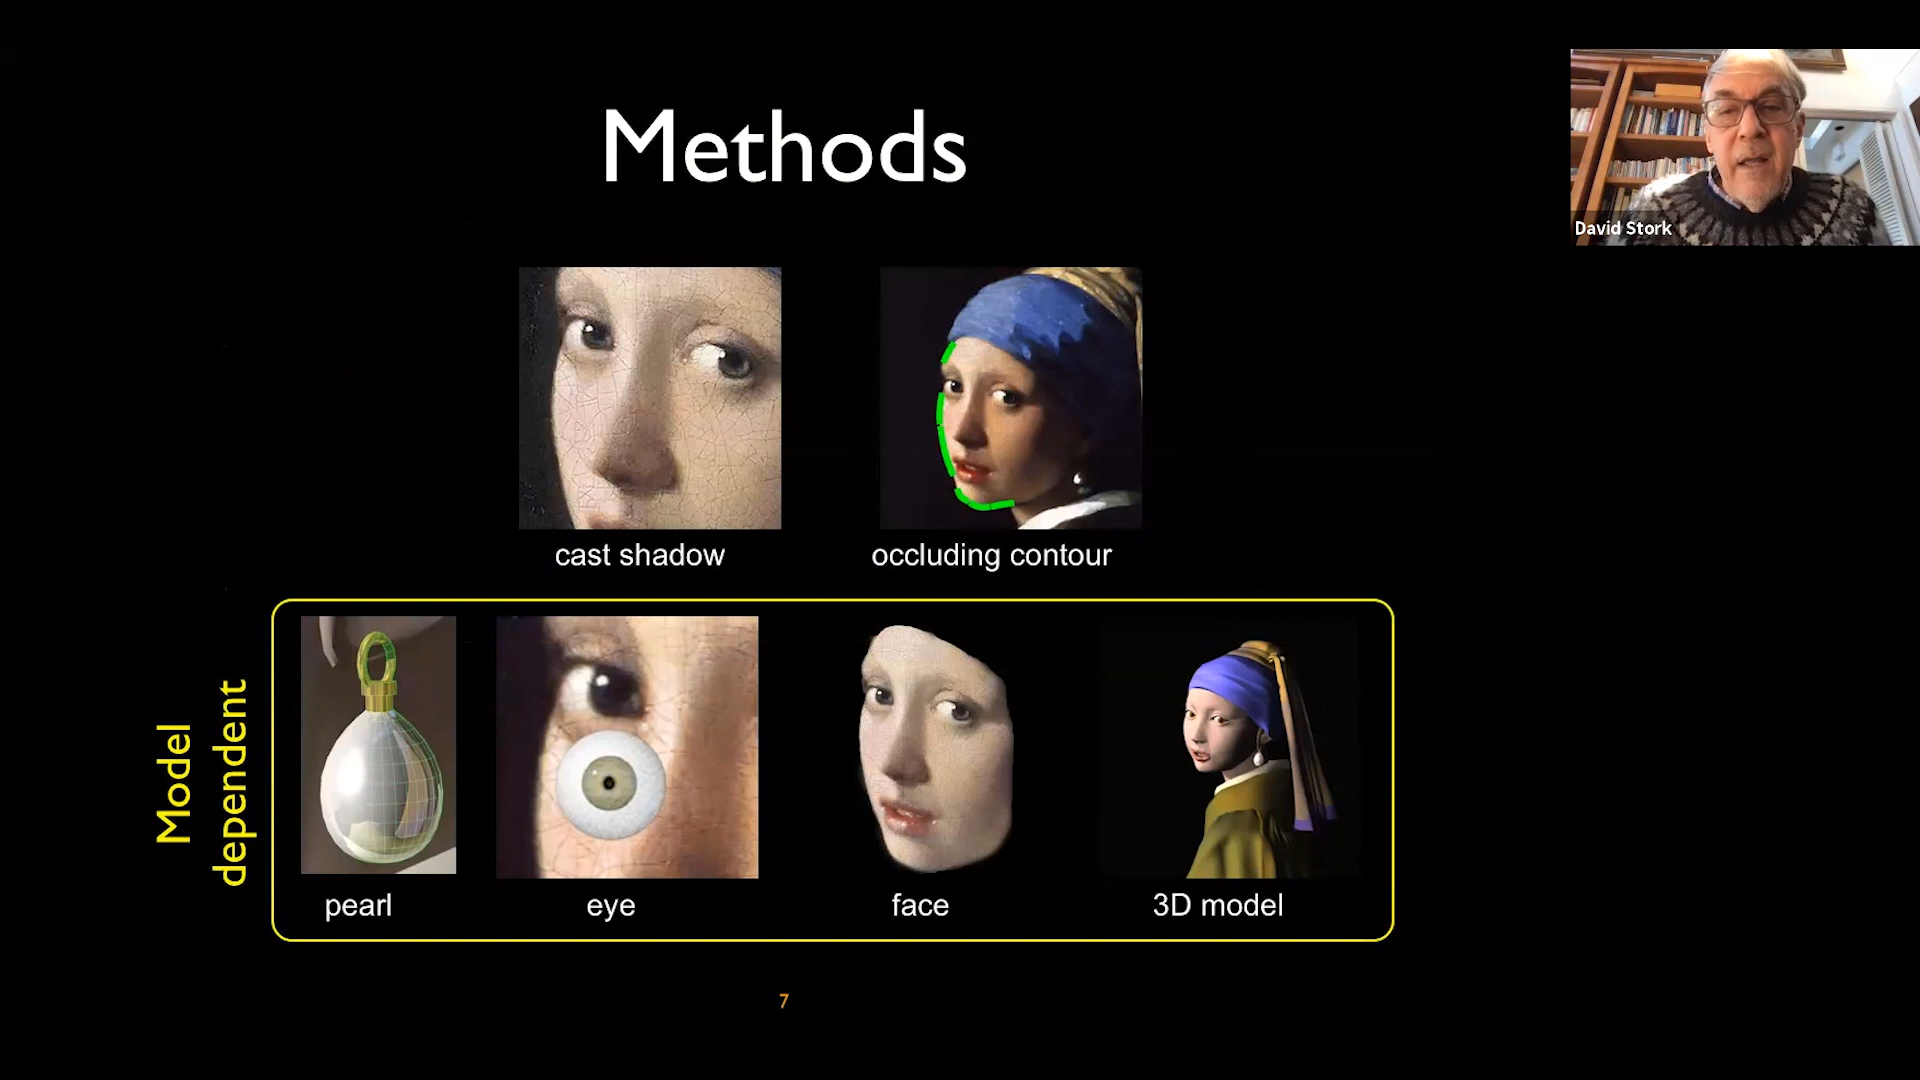 Methods
David Stork
cast shadow
occluding contour
Model
dependent
pearl
eye
face
3D model
7